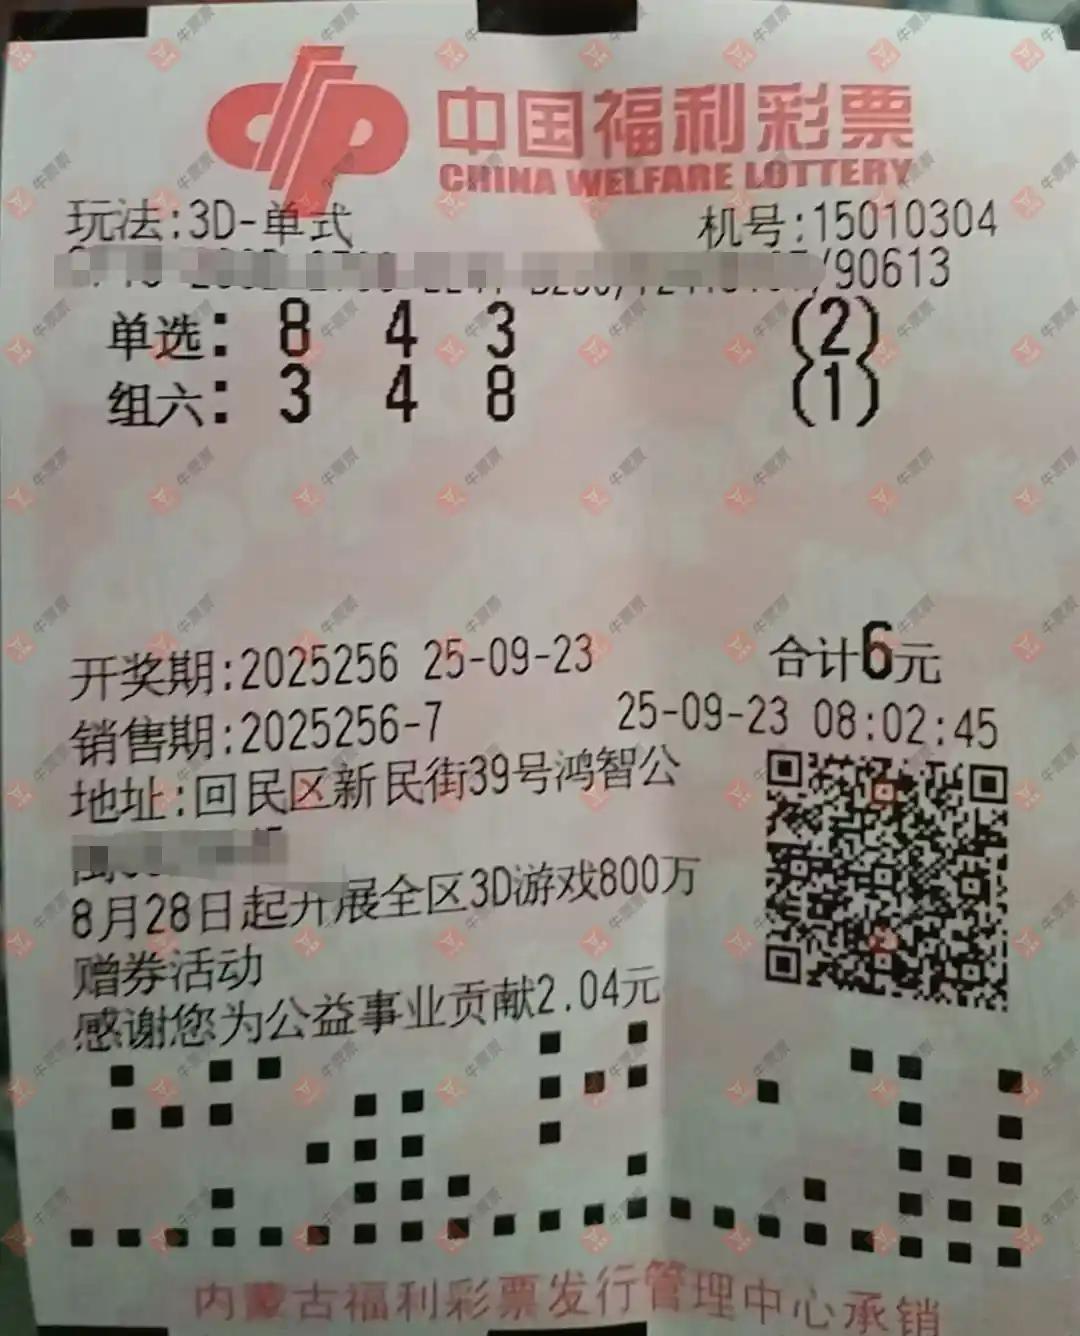 中国福利彩票
CHINA WELFARE LOTTERY
玩法:3D-单式 机号:15010304
/90613
单选: 8 4 3 (2)
组六: 3 4 8 (1)
合计6元
开奖期:2025256 25-09-23
销售期:2025256-7 25-09-23 08:02:45
地址:回民区新民街39号鸿智公
8月28日起开展全区3D游戏800万
赠券活动
感谢您为公益事业贡献2.04元
内蒙古福利彩票发行管理中心承销
牛票票